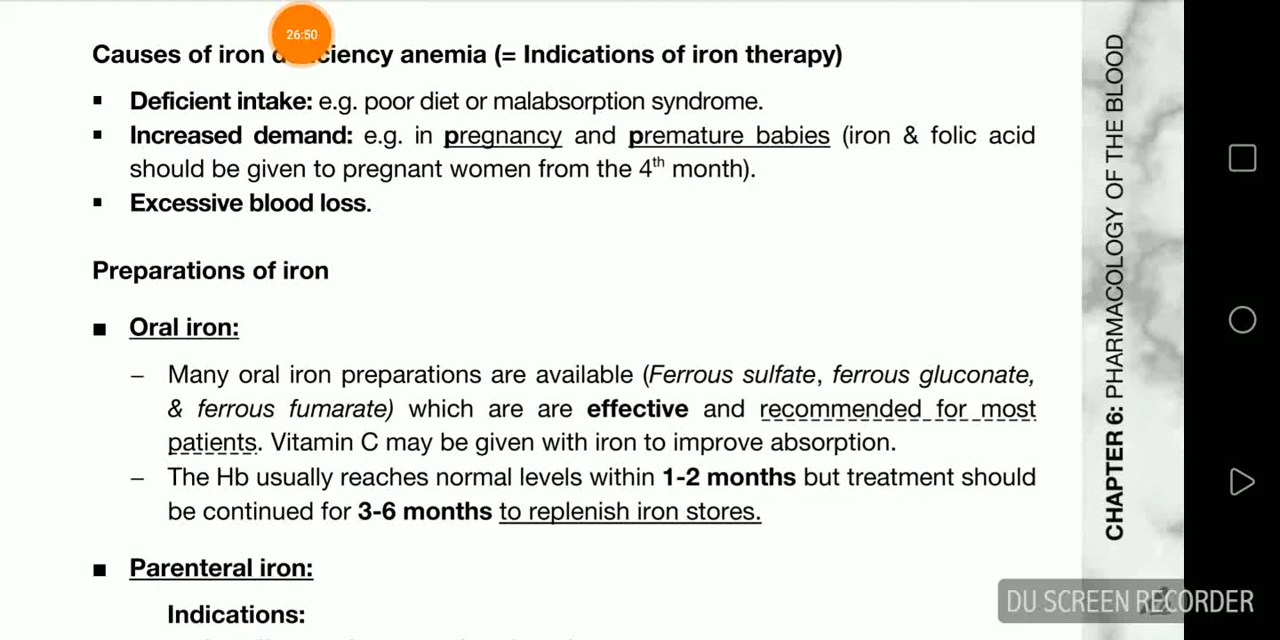 26:50
Causes of iron deficiency anemia (= Indications of iron therapy)
▪ Deficient intake: e.g. poor diet or malabsorption syndrome.
▪ Increased demand: e.g. in pregnancy and premature babies (iron & folic acid
should be given to pregnant women from the 4th month).
▪ Excessive blood loss.
Preparations of iron
■ Oral iron:
– Many oral iron preparations are available (Ferrous sulfate, ferrous gluconate,
& ferrous fumarate) which are are effective and recommended for most
patients. Vitamin C may be given with iron to improve absorption.
– The Hb usually reaches normal levels within 1-2 months but treatment should
be continued for 3-6 months to replenish iron stores.
■ Parenteral iron:
Indications:
CHAPTER 6: PHARMACOLOGY OF THE BLOOD
DU SCREEN RECORDER